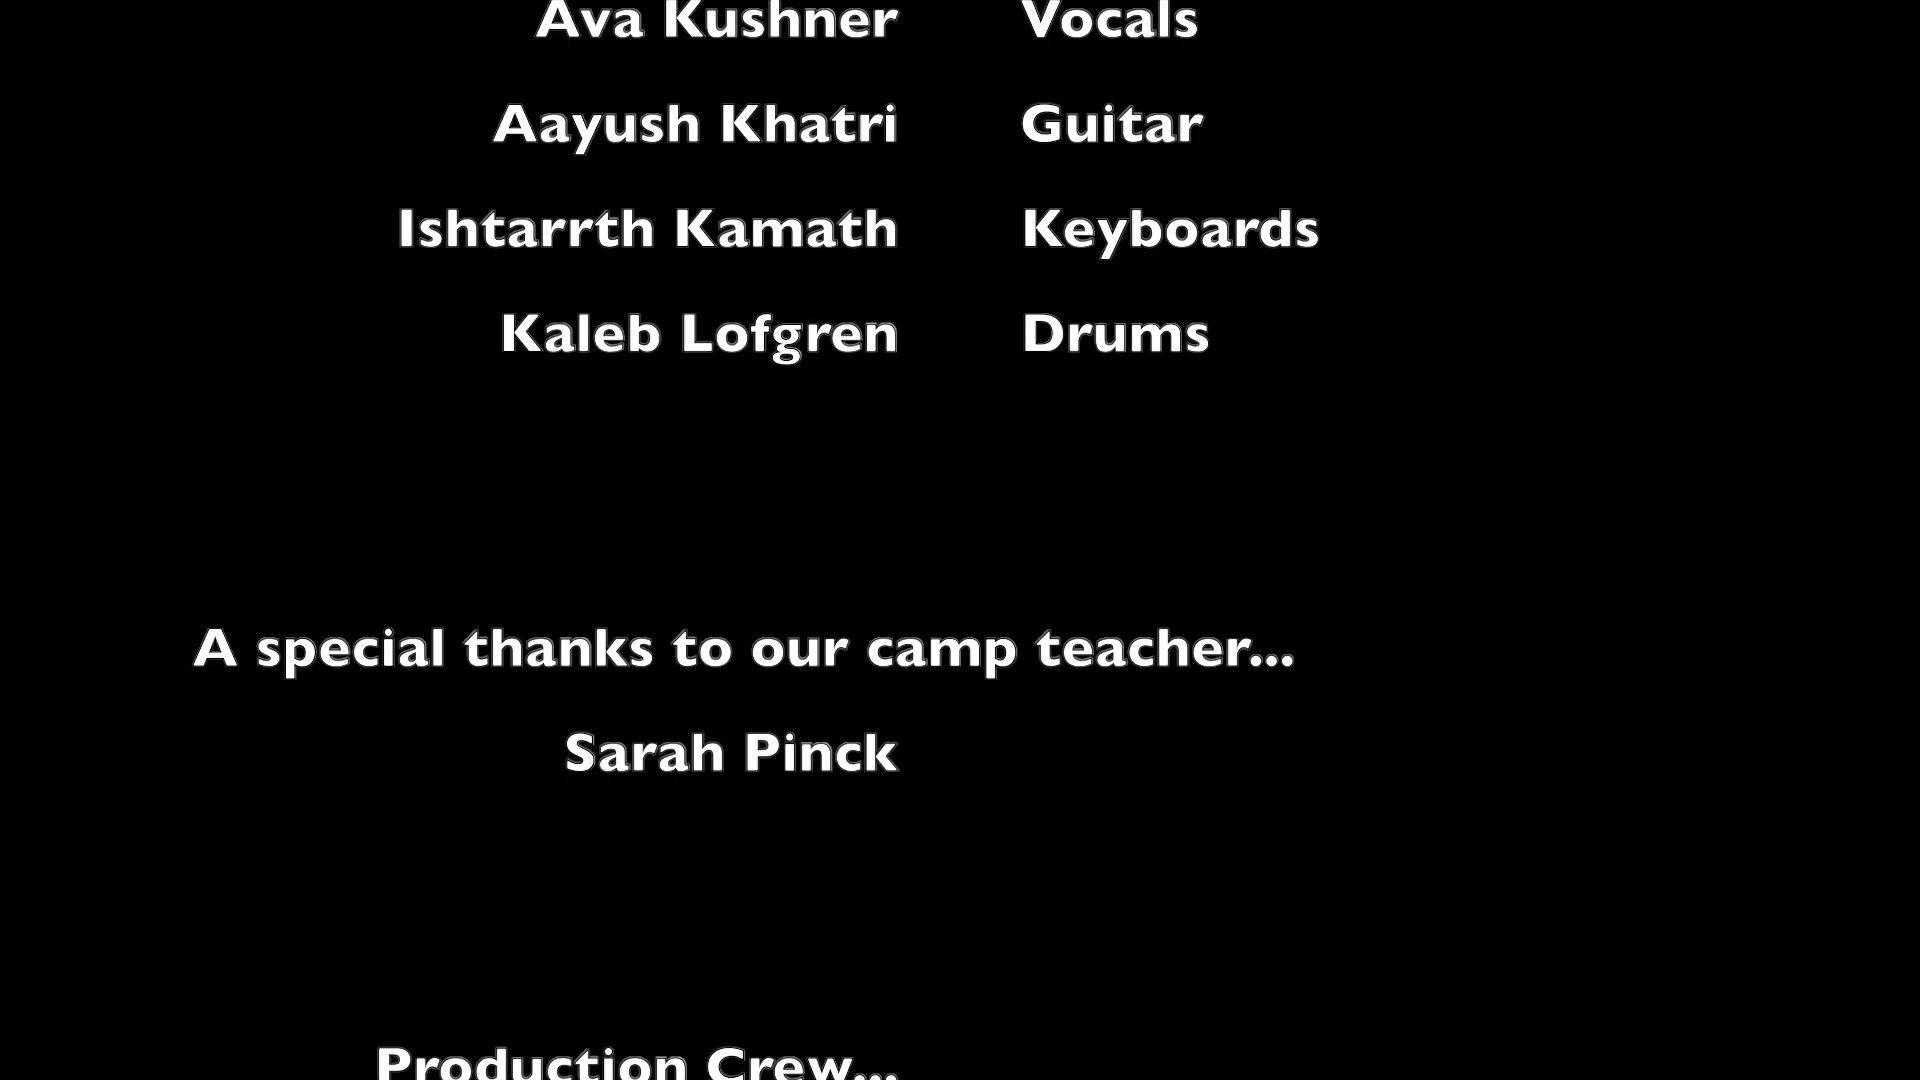 Ava Kushner Vocals
Aayush Khatri Guitar
Ishtarrth Kamath Keyboards
Kaleb Lofgren Drums
A special thanks to our camp teacher...
Sarah Pinck
Production Crew...